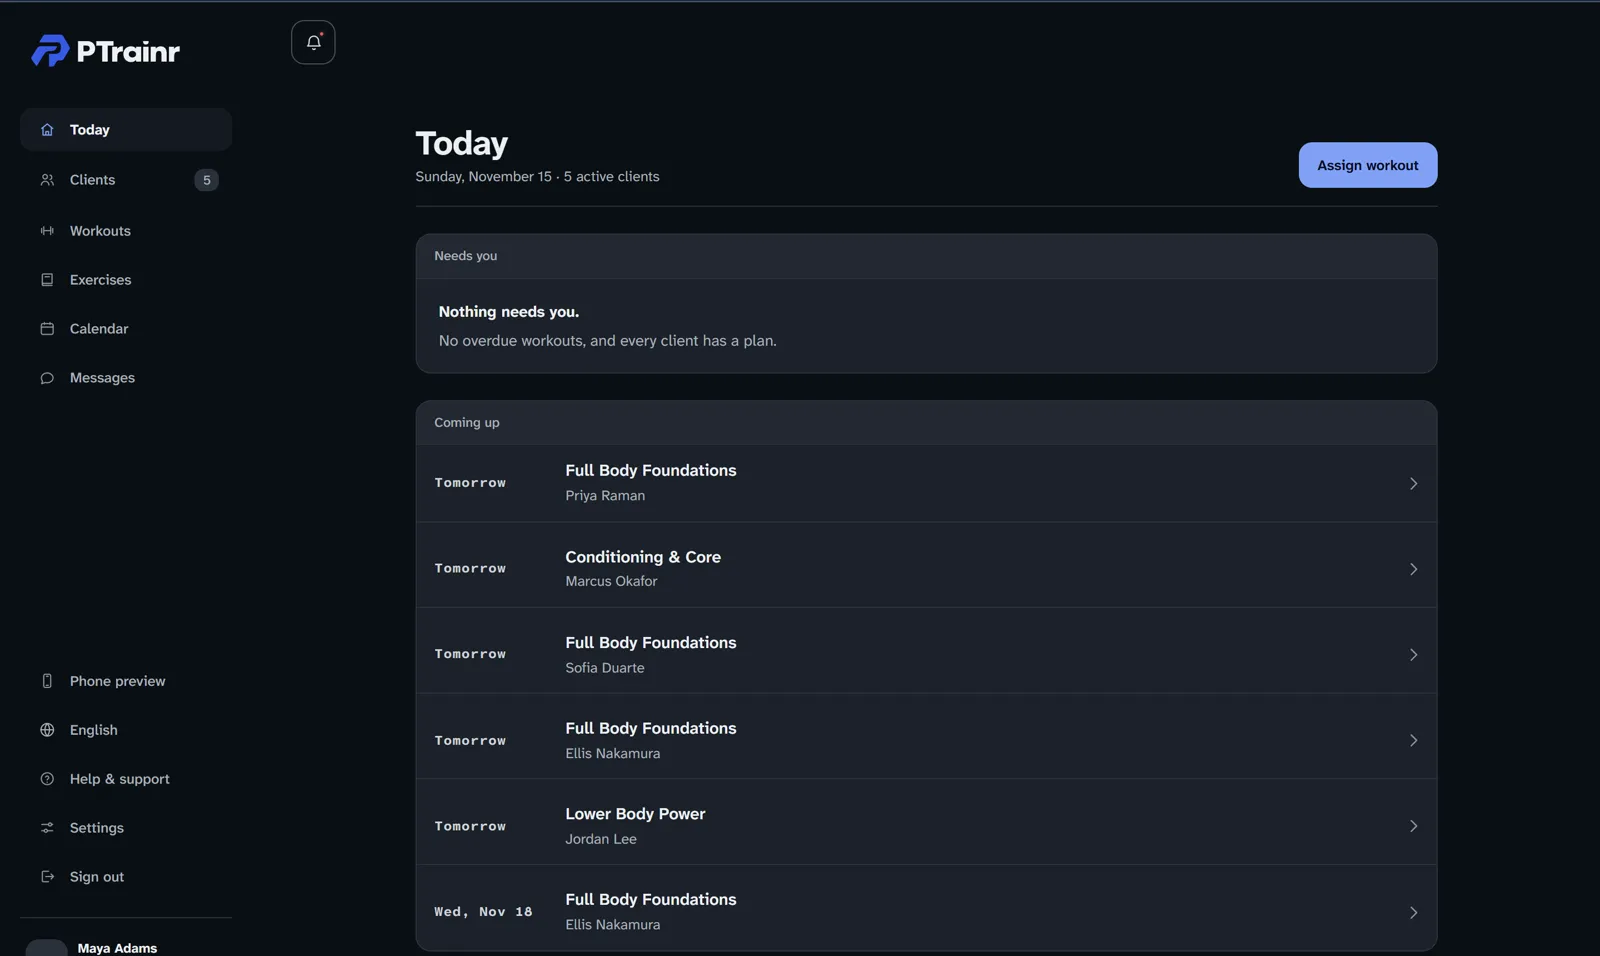 PTrainr
Today
Clients
5
Workouts
Exercises
Calendar
Messages
Phone preview
English
Help & support
Settings
Sign out
Maya Adams
Today
Sunday, November 15 · 5 active clients
Assign workout
Needs you
Nothing needs you.
No overdue workouts, and every client has a plan.
Coming up
Tomorrow
Full Body Foundations
Priya Raman
Tomorrow
Conditioning & Core
Marcus Okafor
Tomorrow
Full Body Foundations
Sofia Duarte
Tomorrow
Full Body Foundations
Ellis Nakamura
Tomorrow
Lower Body Power
Jordan Lee
Wed, Nov 18
Full Body Foundations
Ellis Nakamura